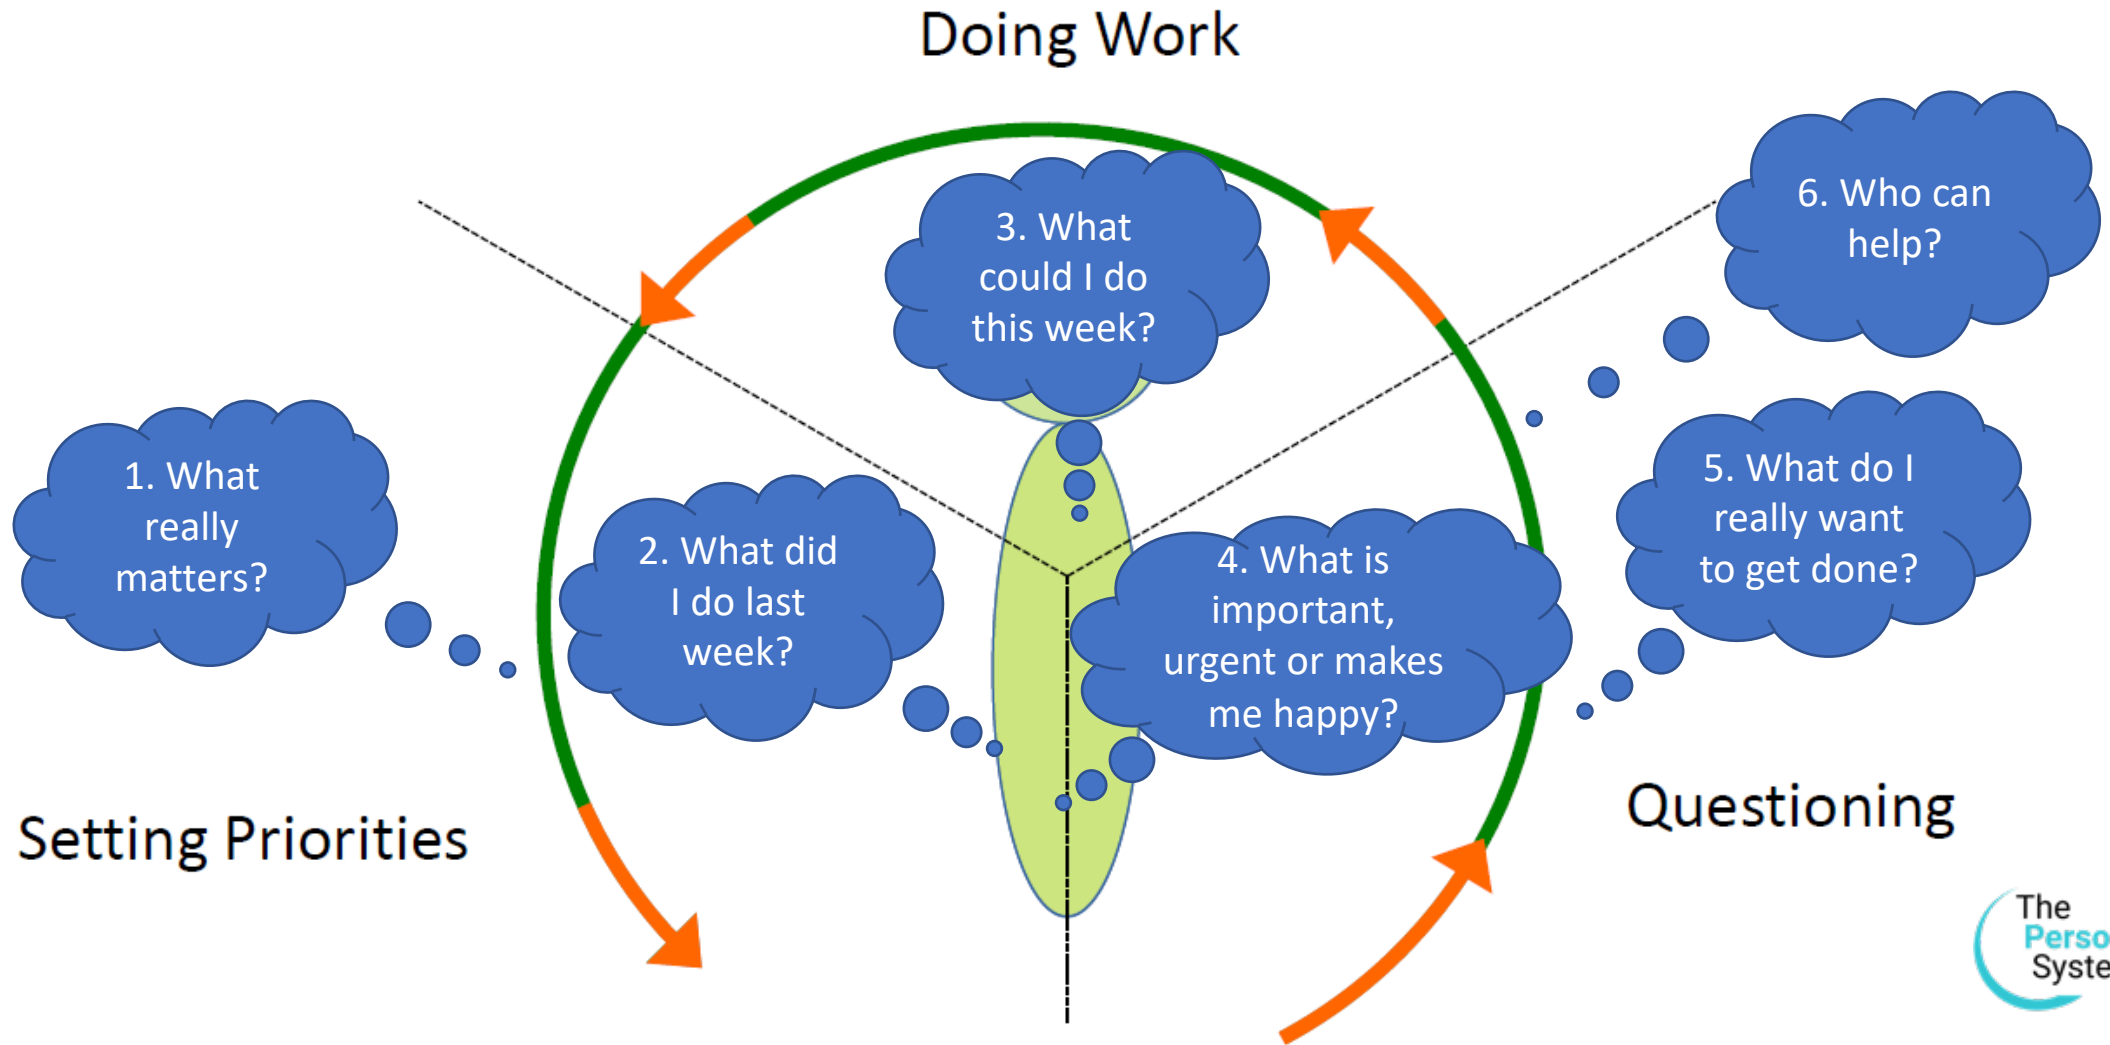 Doing Work
1. What
really
matters?
2. What did
I do last
week?
3. What
could I do
this week?
4. What is
important,
urgent or makes
me happy?
5. What do I
really want
to get done?
6. Who can
help?
Setting Priorities
Questioning
The
Perso
Syste